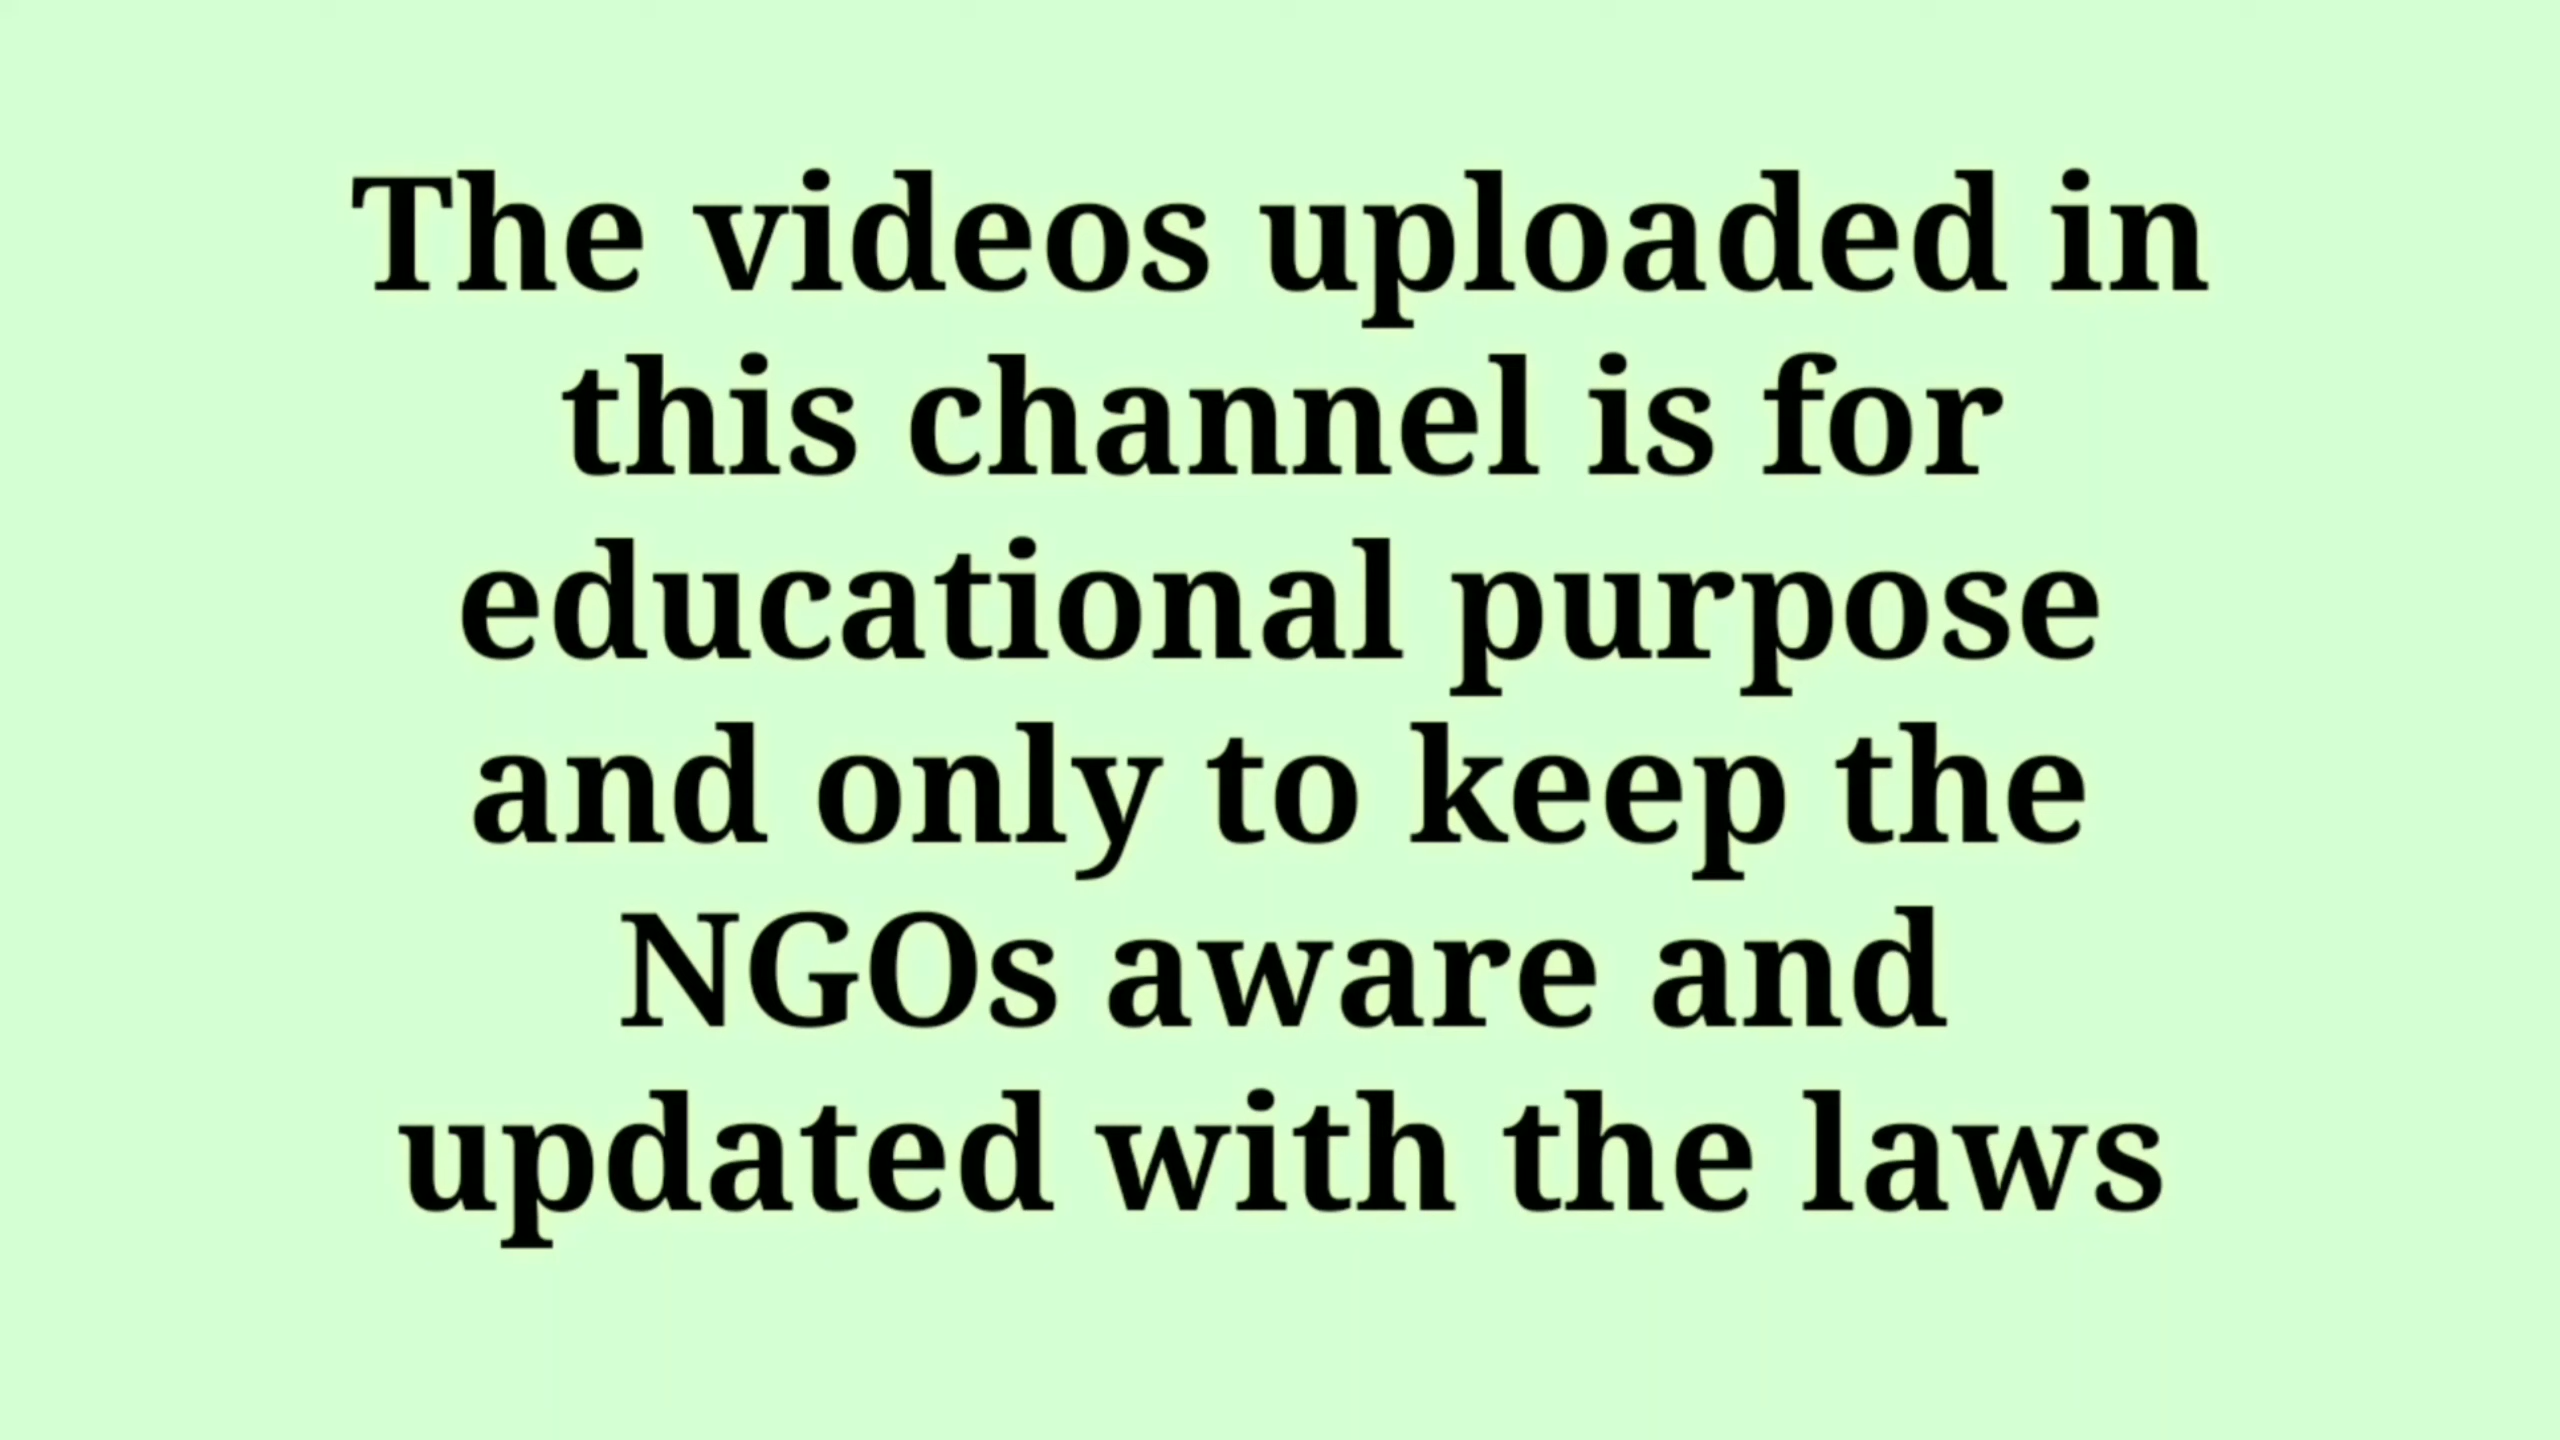 The videos uploaded in
this channel is for
educational purpose
and only to keep the
NGOs aware and
updated with the laws